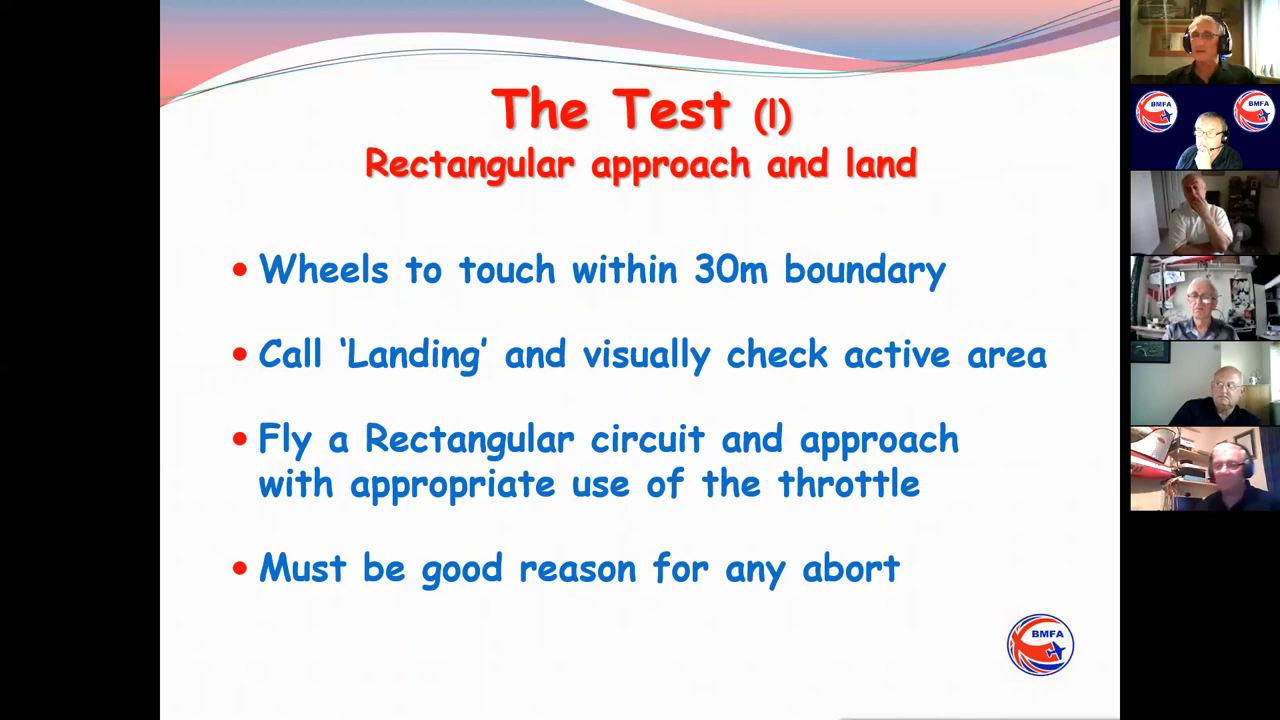 The Test (l)
Rectangular approach and land
• Wheels to touch within 30m boundary
• Call ‘Landing’ and visually check active area
• Fly a Rectangular circuit and approach
with appropriate use of the throttle
• Must be good reason for any abort
BMFA
BMFA
BMFA